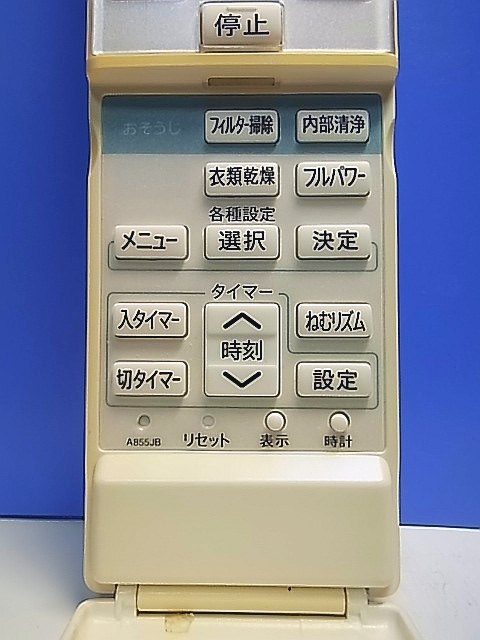 停止
おそうじ
フィルター掃除
内部清浄
衣類乾燥
フルパワー
各種設定
メニュー
選択
決定
タイマー
入タイマー
時刻
ねむリズム
切タイマー
設定
A855JB
リセット
表示
時計